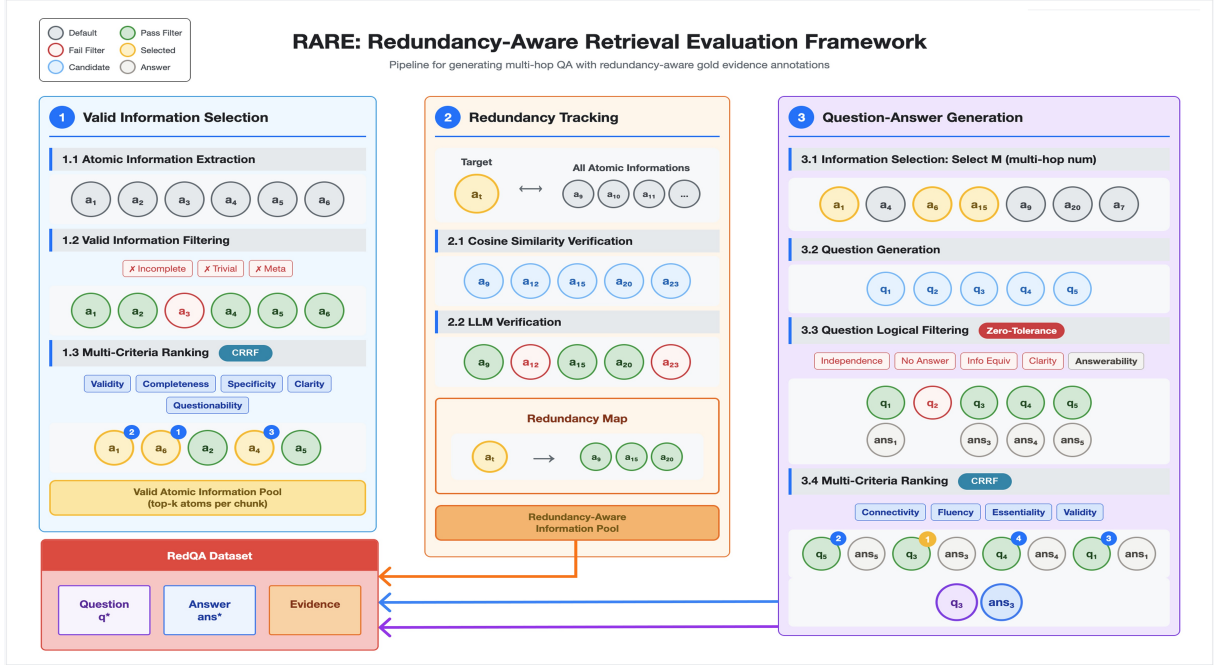 Default
Pass Filter
Fail Filter
Selected
Candidate
Answer
RARE: Redundancy-Aware Retrieval Evaluation Framework
Pipeline for generating multi-hop QA with redundancy-aware gold evidence annotations
1 Valid Information Selection
1.1 Atomic Information Extraction
a₁ a₂ a₃ a₄ a₅ a₆
1.2 Valid Information Filtering
✗ Incomplete ✗ Trivial ✗ Meta
a₁ a₂ a₃ a₄ a₅ a₆
1.3 Multi-Criteria Ranking CRRF
Validity Completeness Specificity Clarity
Questionability
2 1 3
a₁ a₆ a₂ a₄ a₅
Valid Atomic Information Pool
(top-k atoms per chunk)
2 Redundancy Tracking
Target
All Atomic Informations
aₜ ⟷ a₉ a₁₀ a₁₁ ...
2.1 Cosine Similarity Verification
a₉ a₁₂ a₁₅ a₂₀ a₂₃
2.2 LLM Verification
a₉ a₁₂ a₁₅ a₂₀ a₂₃
Redundancy Map
aₜ → a₉ a₁₅ a₂₀
Redundancy-Aware
Information Pool
3 Question-Answer Generation
3.1 Information Selection: Select M (multi-hop num)
a₁ a₄ a₆ a₁₅ a₉ a₂₀ a₇
3.2 Question Generation
q₁ q₂ q₃ q₄ q₅
3.3 Question Logical Filtering Zero-Tolerance
Independence No Answer Info Equiv Clarity Answerability
q₁ q₂ q₃ q₄ q₅
ans₁ ans₃ ans₄ ans₅
3.4 Multi-Criteria Ranking CRRF
Connectivity Fluency Essentiality Validity
2 1 4 3
q₅ ans₅ q₃ ans₃ q₄ ans₄ q₁ ans₁
q₃ ans₃
RedQA Dataset
Question
q*
Answer
ans*
Evidence